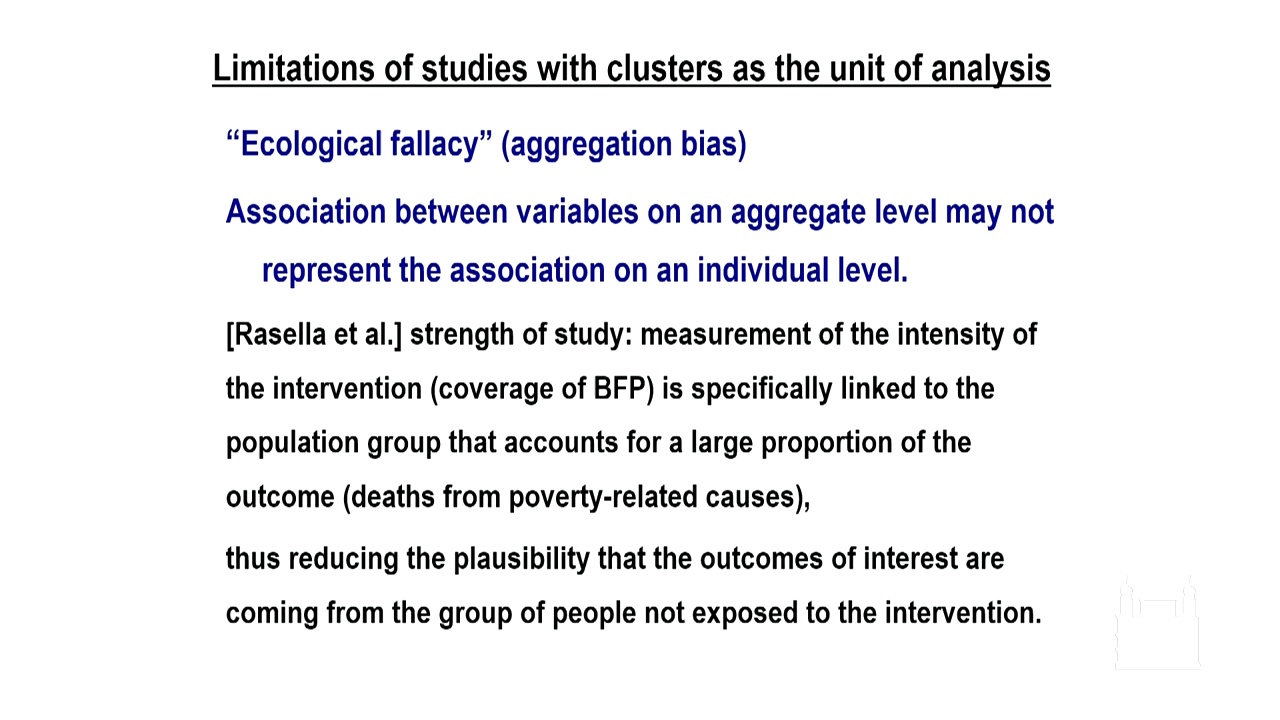 Limitations of studies with clusters as the unit of analysis
“Ecological fallacy” (aggregation bias)
Association between variables on an aggregate level may not
represent the association on an individual level.
[Rasella et al.] strength of study: measurement of the intensity of
the intervention (coverage of BFP) is specifically linked to the
population group that accounts for a large proportion of the
outcome (deaths from poverty-related causes),
thus reducing the plausibility that the outcomes of interest are
coming from the group of people not exposed to the intervention.